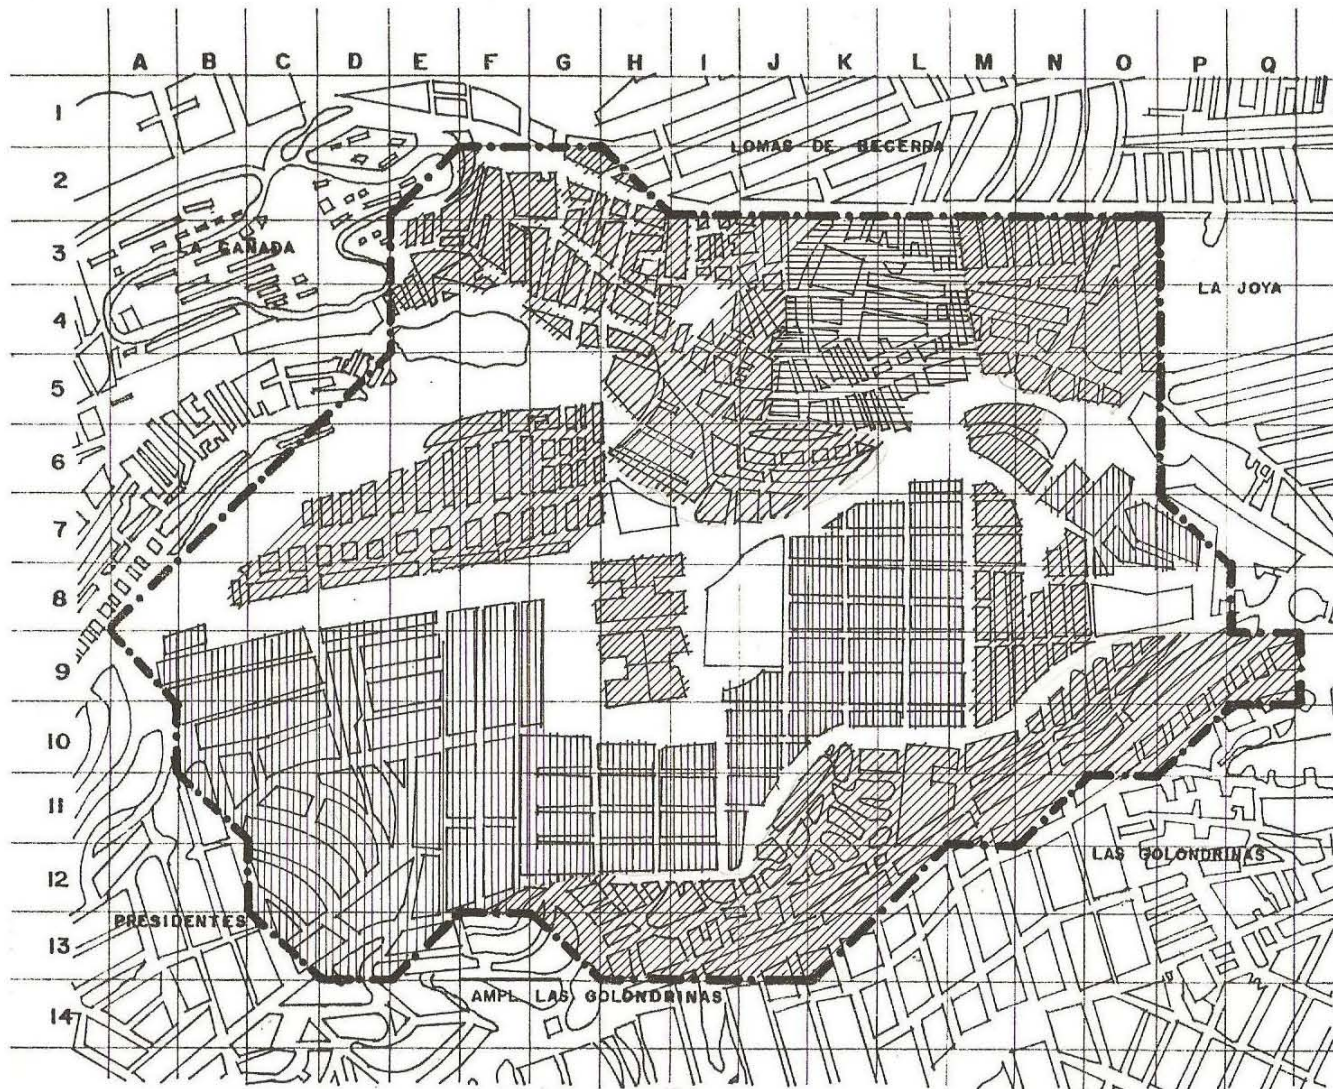 A B C D E F G H I J K L M N O P Q
1
LOMAS DE BECERRA
2
LA CAÑADA
3
LA JOYA
4
5
6
7
8
9
10
11
LAS GOLONDRINAS
12
PRESIDENTES
13
AMPL. LAS GOLONDRINAS
14